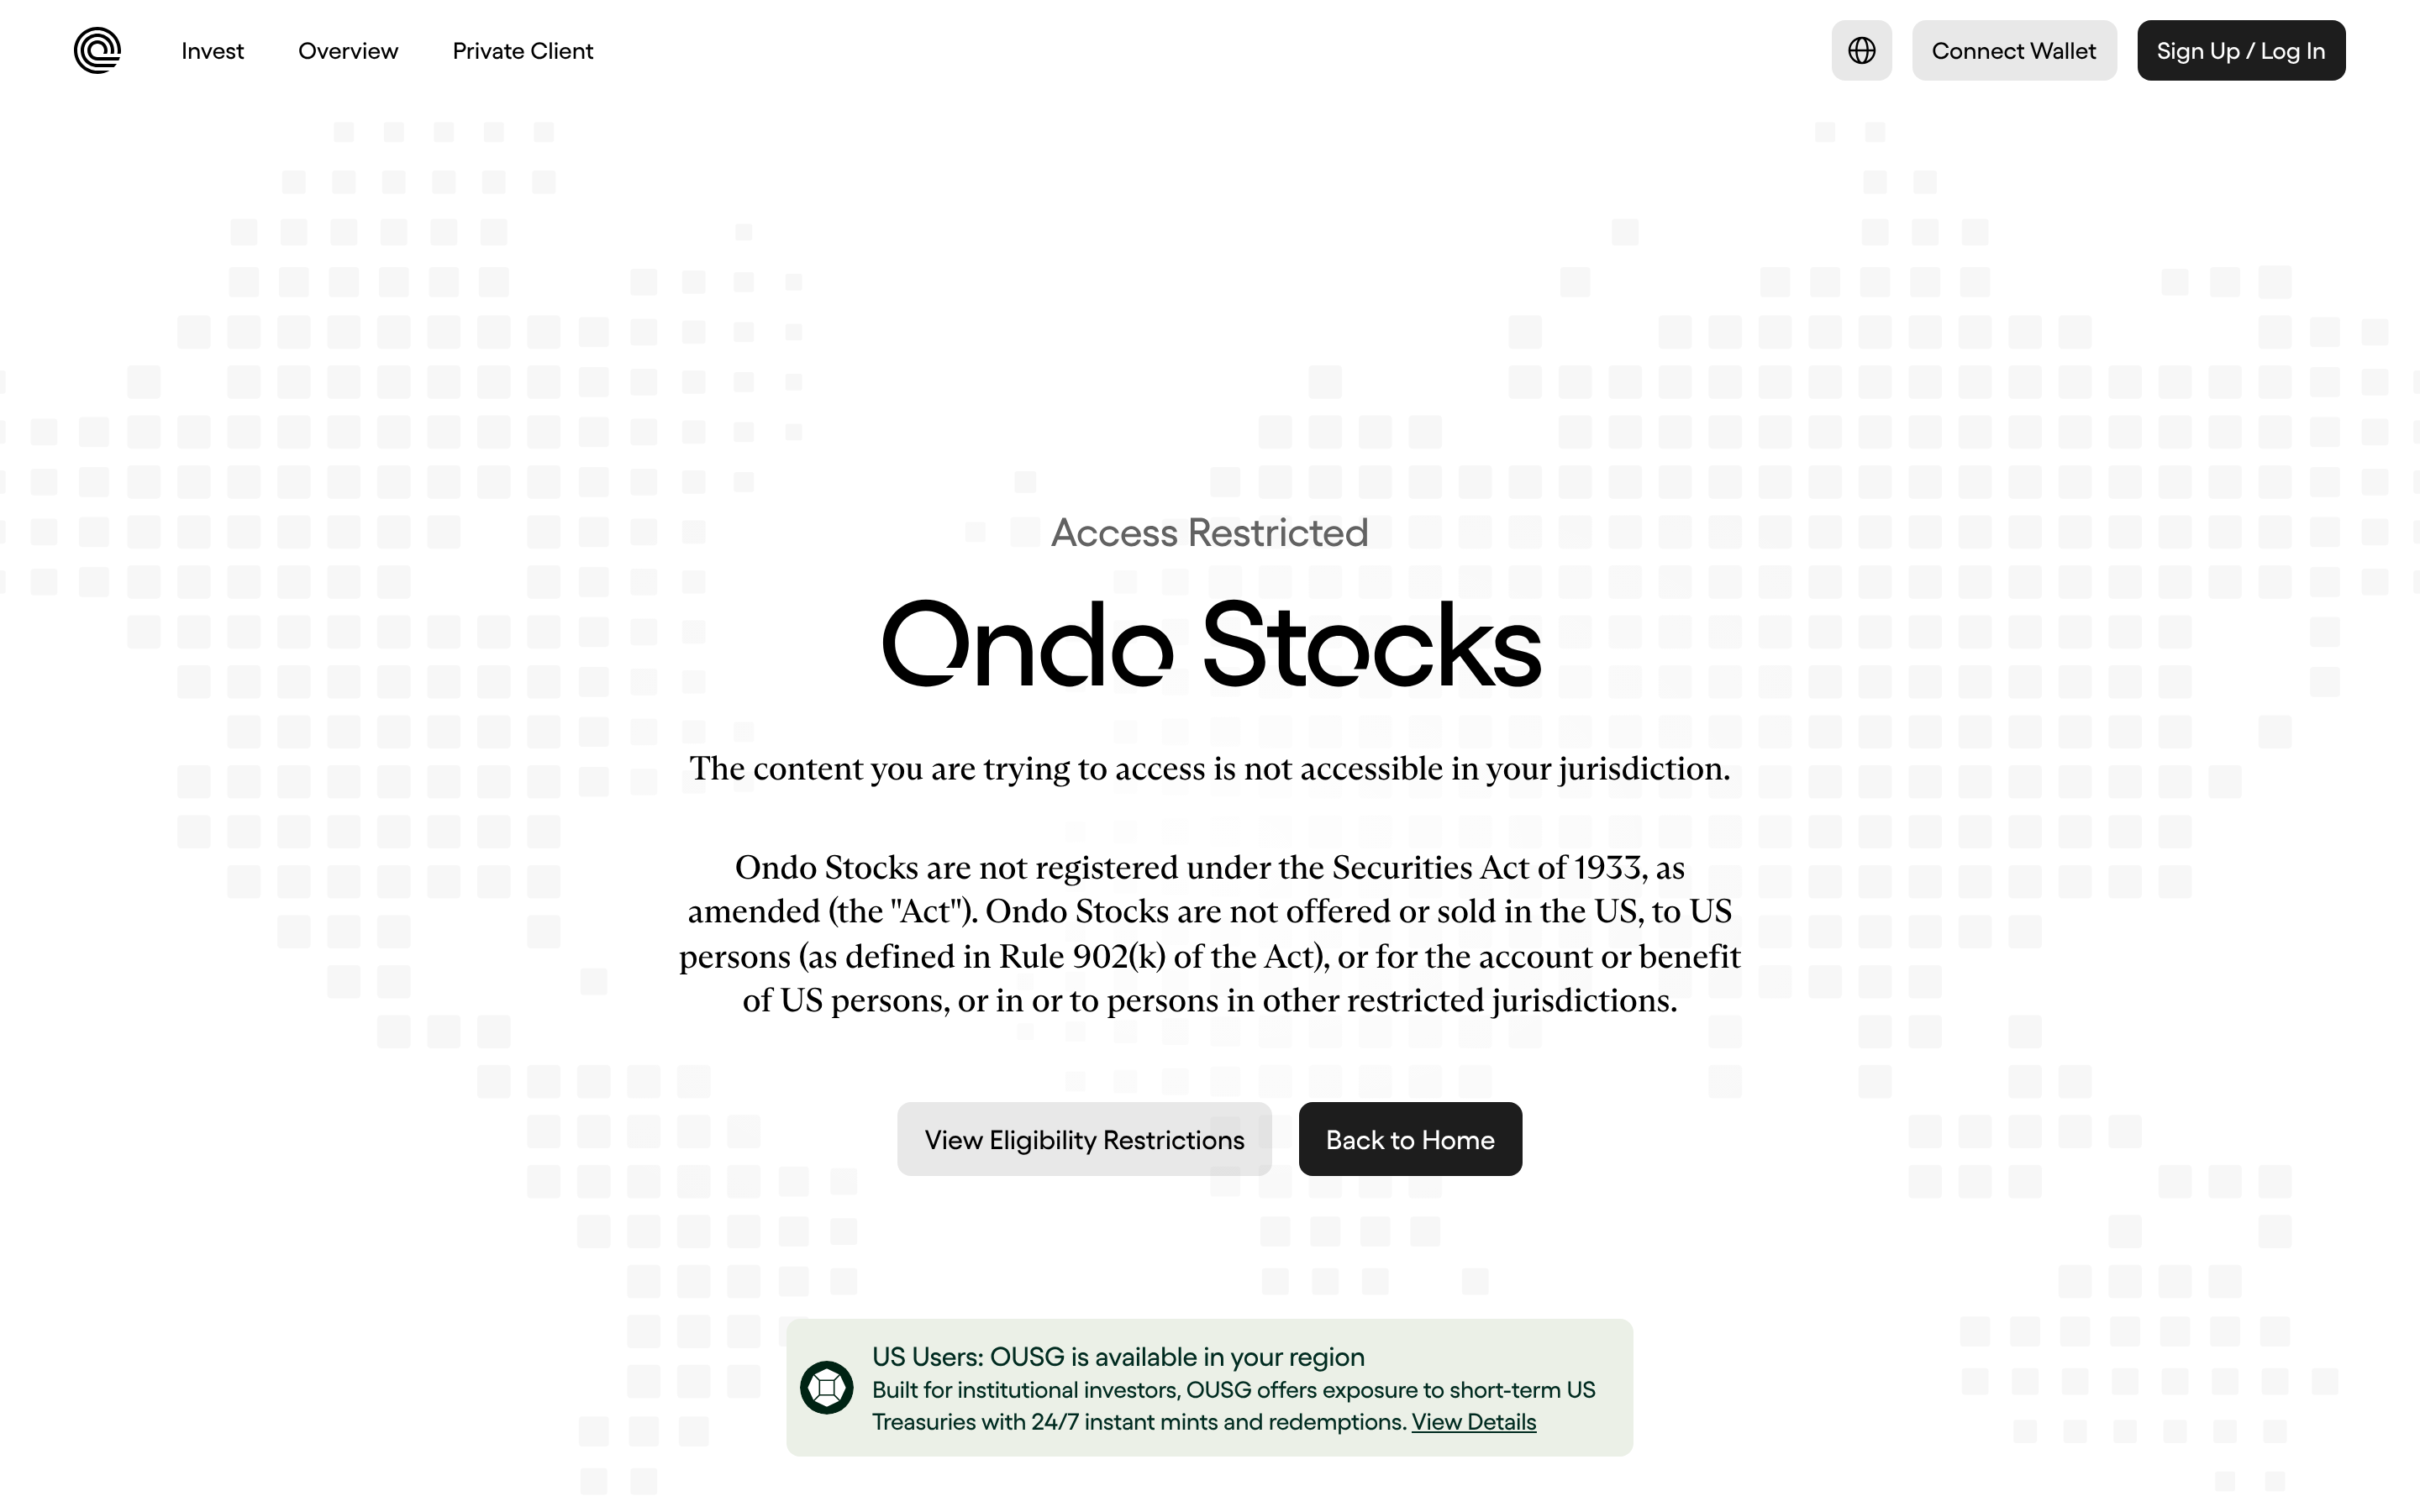 Invest
Overview
Private Client
Connect Wallet
Sign Up / Log In
Access Restricted
Ondo Stocks
The content you are trying to access is not accessible in your jurisdiction.
Ondo Stocks are not registered under the Securities Act of 1933, as
amended (the "Act"). Ondo Stocks are not offered or sold in the US, to US
persons (as defined in Rule 902(k) of the Act), or for the account or benefit
of US persons, or in or to persons in other restricted jurisdictions.
View Eligibility Restrictions
Back to Home
US Users: OUSG is available in your region
Built for institutional investors, OUSG offers exposure to short-term US
Treasuries with 24/7 instant mints and redemptions. View Details